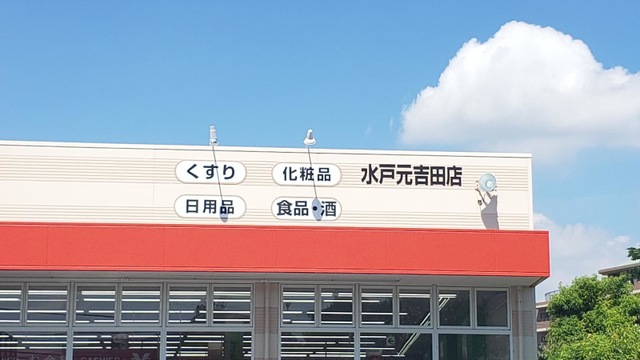 くすり 化粧品 水戸元吉田店
日用品 食品・酒